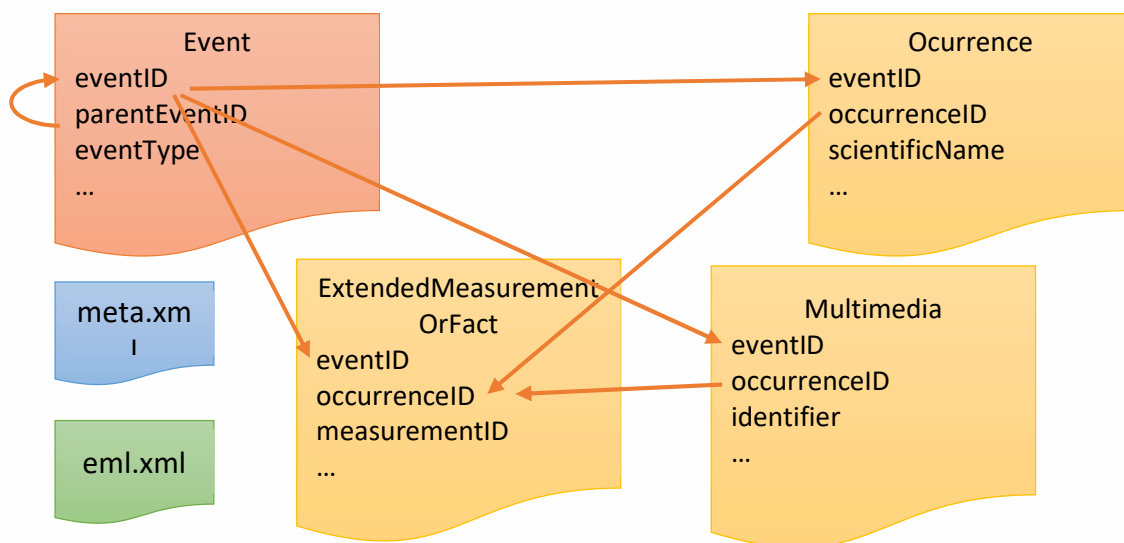 Event
eventID
parentEventID
eventType
...
Ocurrence
eventID
occurrenceID
scientificName
...
meta.xm
l
eml.xml
ExtendedMeasurement
OrFact
eventID
occurrenceID
measurementID
...
Multimedia
eventID
occurrenceID
identifier
...